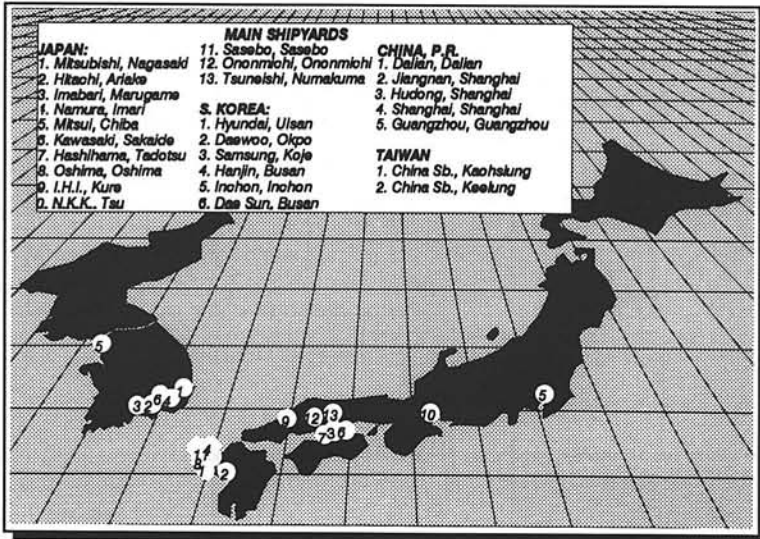 MAIN SHIPYARDS
JAPAN:
1. Mitsubishi, Nagasaki
2. Hitachi, Ariake
3. Imabari, Marugame
4. Namura, Imari
5. Mitsui, Chiba
6. Kawasaki, Sakaide
7. Hashihama, Tadotsu
8. Oshima, Oshima
9. I.H.I., Kure
0. N.K.K.. Tsu
11. Sasebo, Sasebo
12. Ononmichi, Ononmichi
13. Tsuneishi, Numakuma
S. KOREA:
1. Hyundai, Ulsan
2. Daewoo, Okpo
3. Samsung, Koje
4. Hanjin, Busan
5. Inchon, Inchon
6. Dae Sun, Busan
CHINA, P.R.
1. Dalian, Dalian
2. Jiangnan, Shanghai
3. Hudong, Shanghai
4. Shanghai, Shanghai
5. Guangzhou, Guangzhou
TAIWAN
1. China Sb., Kaohsiung
2. China Sb., Keelung
5
3 2 6 4 1
9 12 13 10 5
7 3 6
4
8
1 2